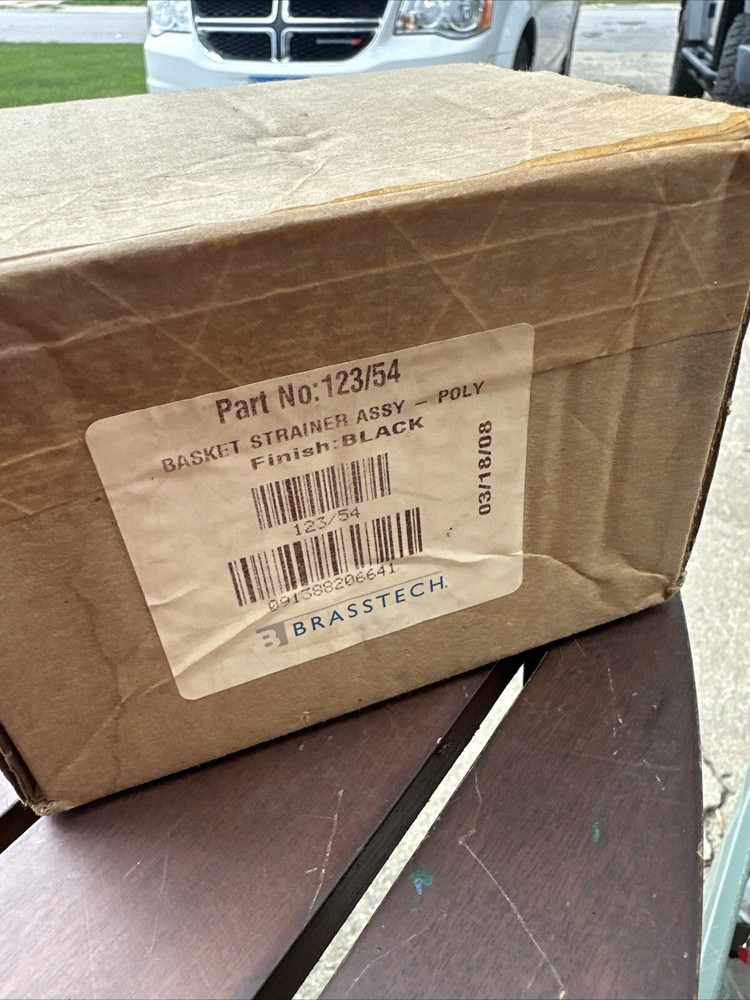 Part No:123/54
BASKET STRAINER ASSY - POLY
Finish:BLACK
03/18/08
123/54
091388206641
BRASSTECH